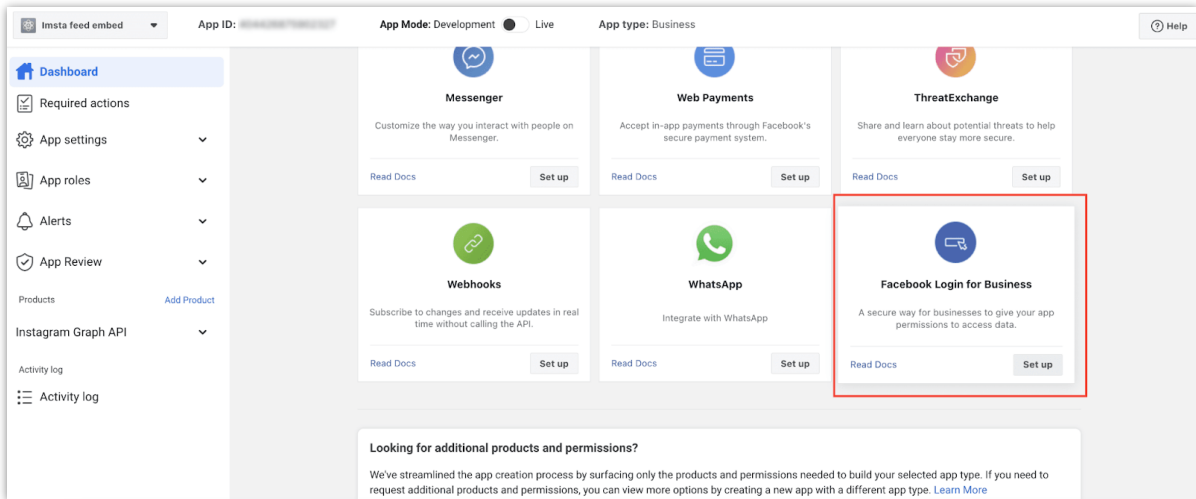 Imsta feed embed
App ID:
App Mode: Development
Live
App type: Business
Help
Dashboard
Required actions
App settings
App roles
Alerts
App Review
Products
Add Product
Instagram Graph API
Activity log
Activity log
Messenger
Customize the way you interact with people on
Messenger.
Read Docs
Set up
Web Payments
Accept in-app payments through Facebook's
secure payment system.
Read Docs
Set up
ThreatExchange
Share and learn about potential threats to help
everyone stay more secure.
Read Docs
Set up
Webhooks
Subscribe to changes and receive updates in real
time without calling the API.
Read Docs
Set up
WhatsApp
Integrate with WhatsApp
Read Docs
Set up
Facebook Login for Business
A secure way for businesses to give your app
permissions to access data.
Read Docs
Set up
Looking for additional products and permissions?
We've streamlined the app creation process by surfacing only the products and permissions needed to build your selected app type. If you need to
request additional products and permissions, you can view more options by creating a new app with a different app type. Learn More